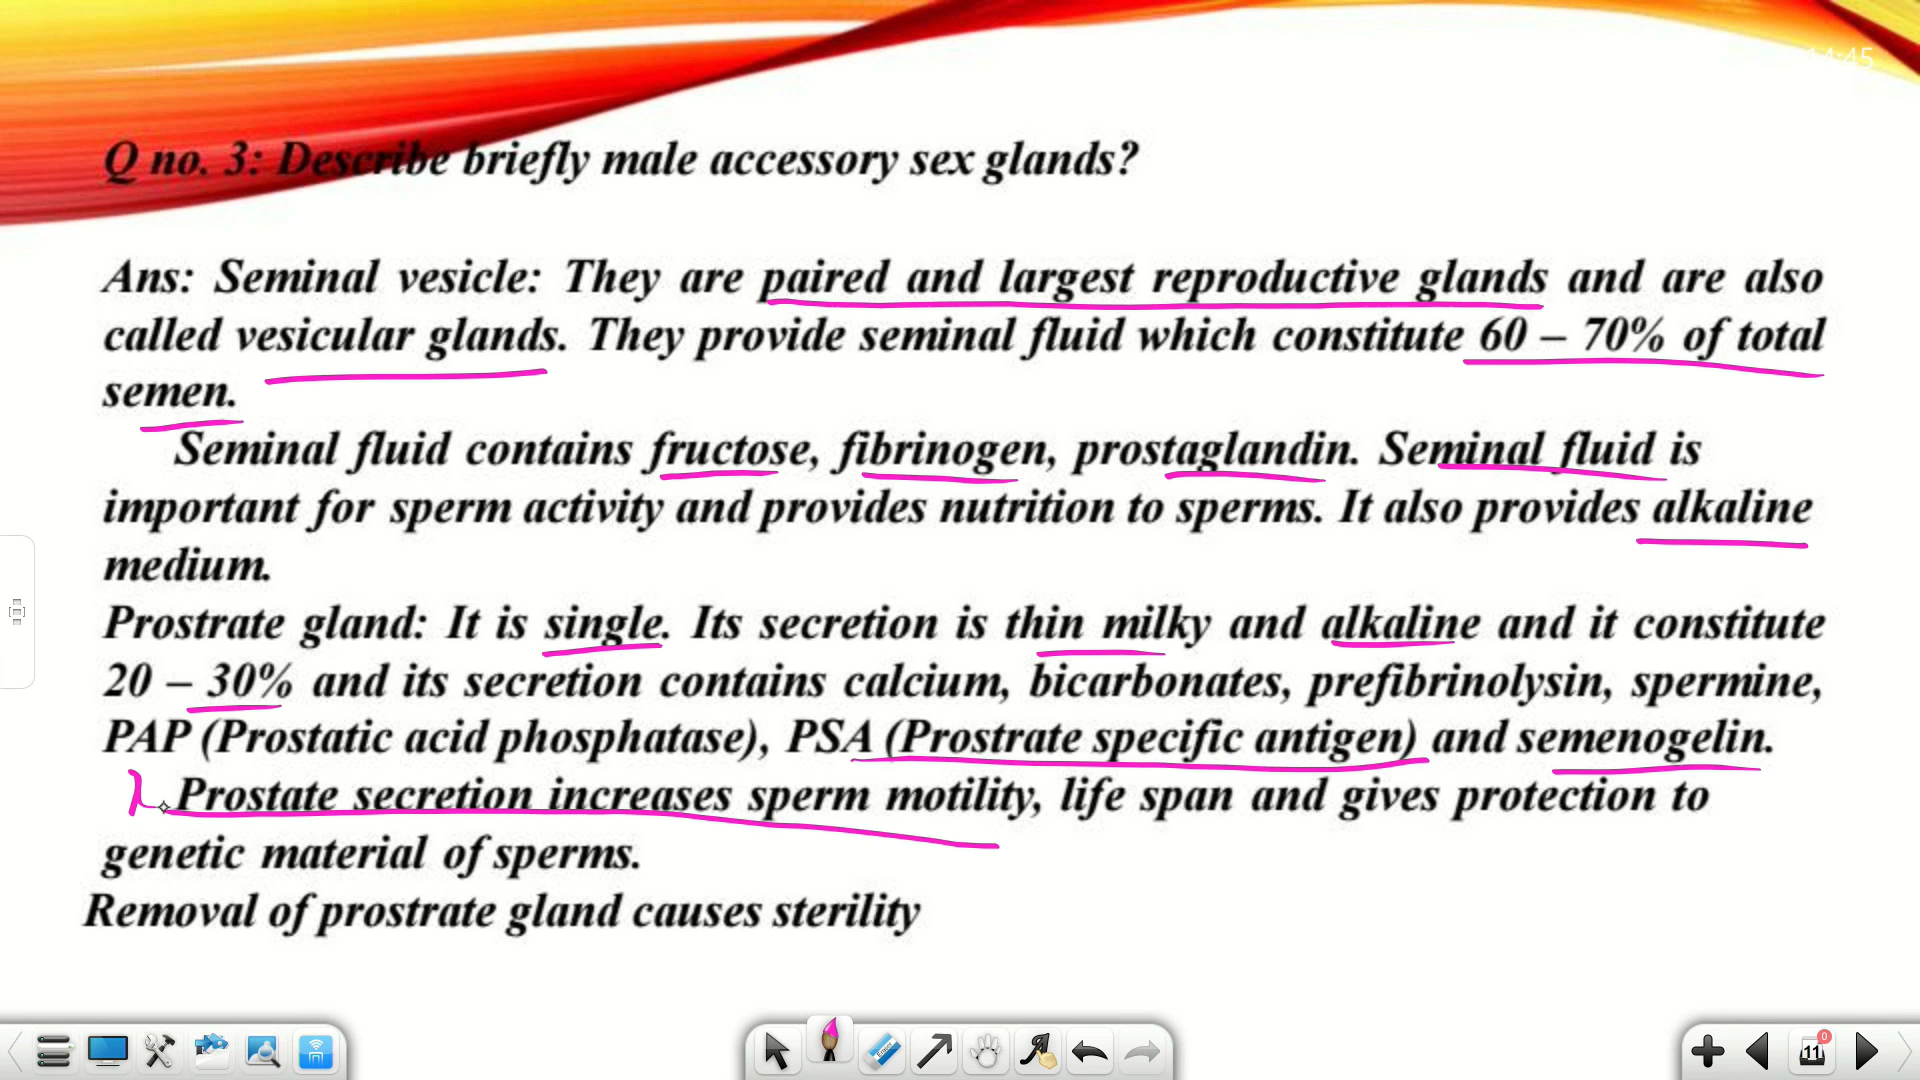 14:45
Q no. 3: Describe briefly male accessory sex glands?
Ans: Seminal vesicle: They are paired and largest reproductive glands and are also
called vesicular glands. They provide seminal fluid which constitute 60 – 70% of total
semen.
Seminal fluid contains fructose, fibrinogen, prostaglandin. Seminal fluid is
important for sperm activity and provides nutrition to sperms. It also provides alkaline
medium.
Prostrate gland: It is single. Its secretion is thin milky and alkaline and it constitute
20 – 30% and its secretion contains calcium, bicarbonates, prefibrinolysin, spermine,
PAP (Prostatic acid phosphatase), PSA (Prostrate specific antigen) and semenogelin.
Prostate secretion increases sperm motility, life span and gives protection to
genetic material of sperms.
Removal of prostrate gland causes sterility
11
0